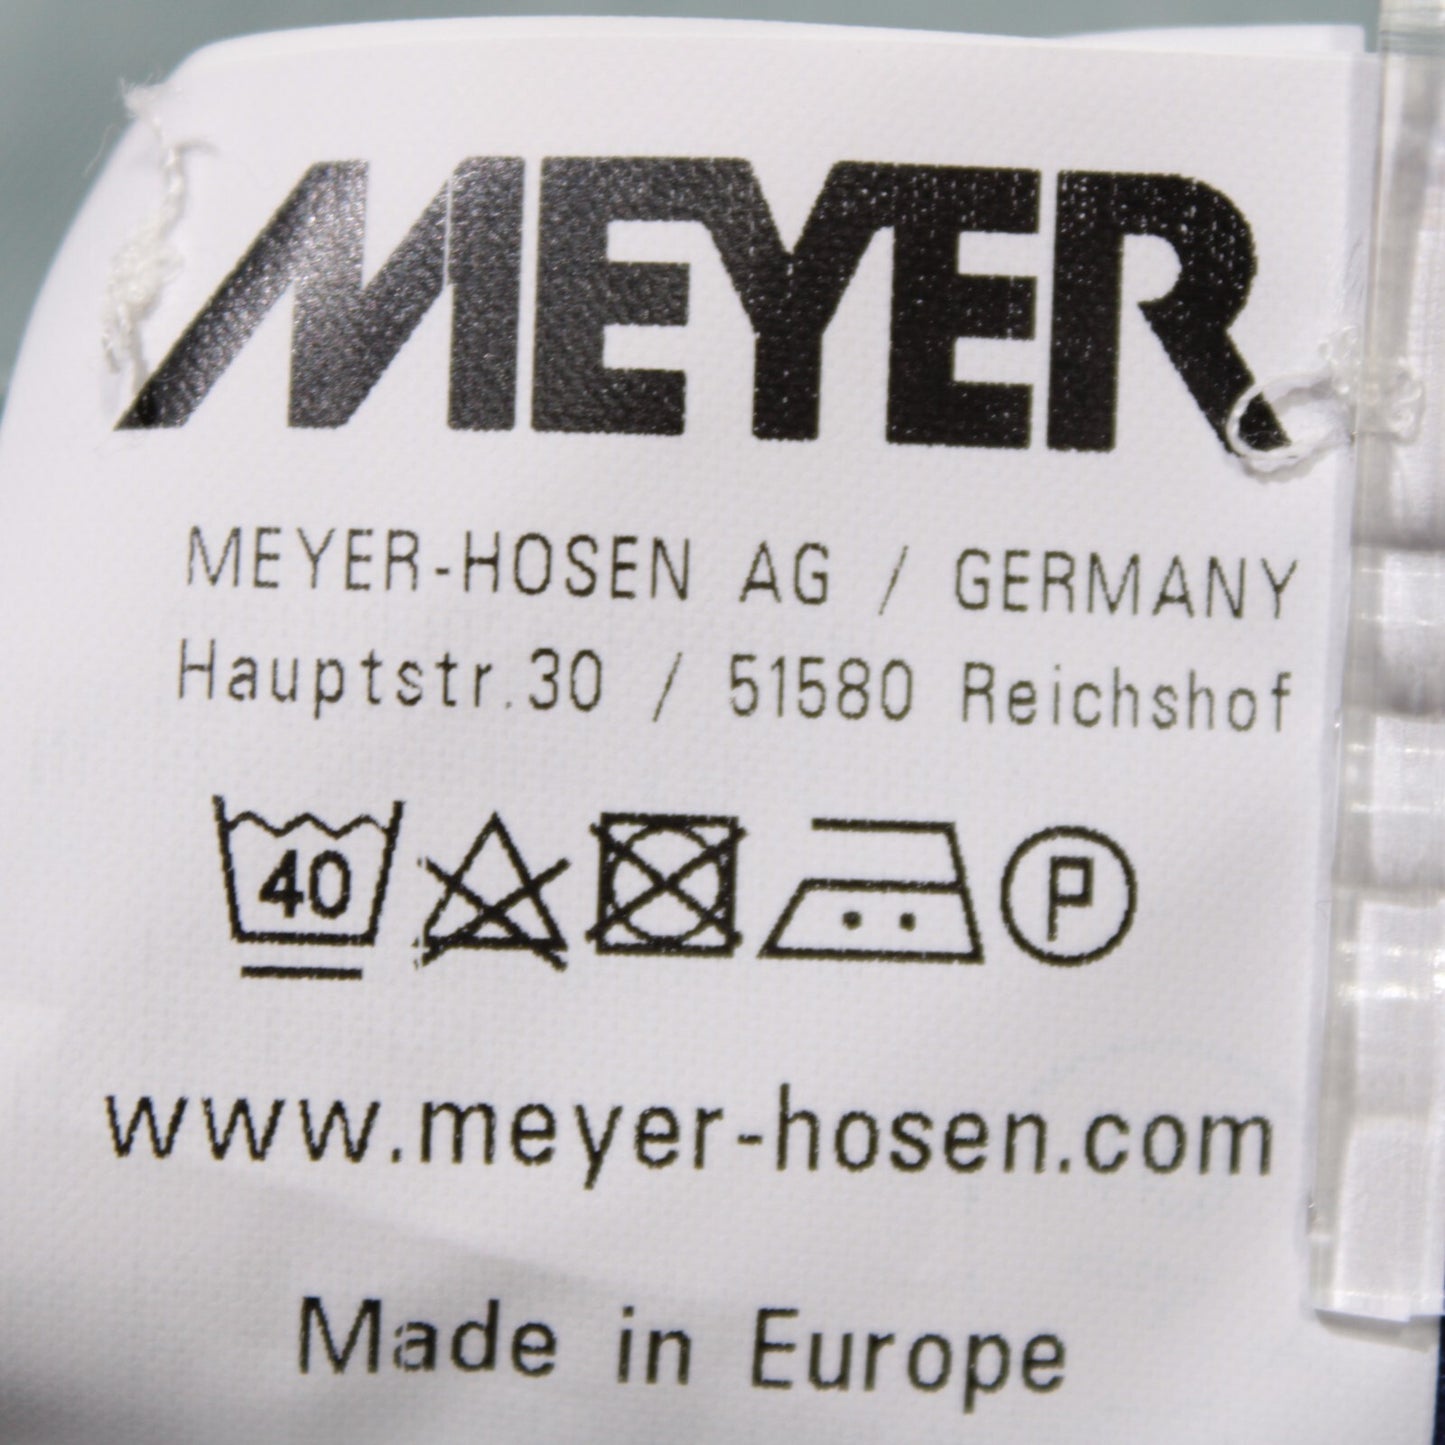 MEYER
MEYER-HOSEN AG / GERMANY
Hauptstr.30 / 51580 Reichshof
40 P
www.meyer-hosen.com
Made in Europe